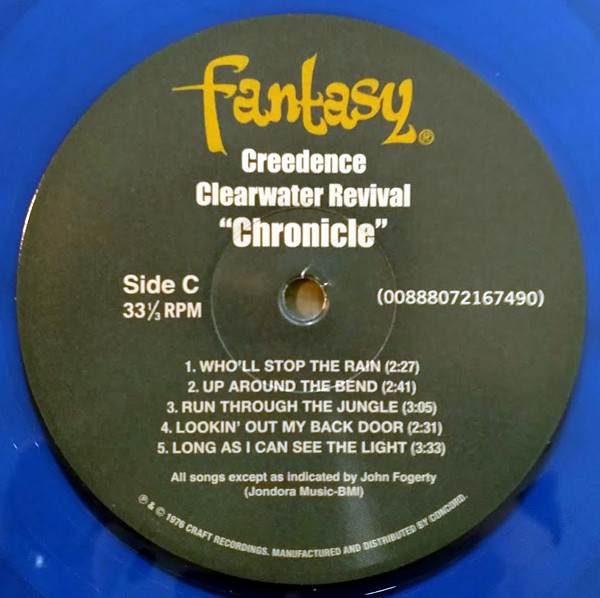 fantasy®
Creedence
Clearwater Revival
“Chronicle”
Side C
33⅓ RPM
(00888072167490)
1. WHO'LL STOP THE RAIN (2:27)
2. UP AROUND THE BEND (2:41)
3. RUN THROUGH THE JUNGLE (3:05)
4. LOOKIN' OUT MY BACK DOOR (2:31)
5. LONG AS I CAN SEE THE LIGHT (3:33)
All songs except as indicated by John Fogerty
(Jondora Music-BMI)
℗ & © 1976 CRAFT RECORDINGS. MANUFACTURED AND DISTRIBUTED BY CONCORD.